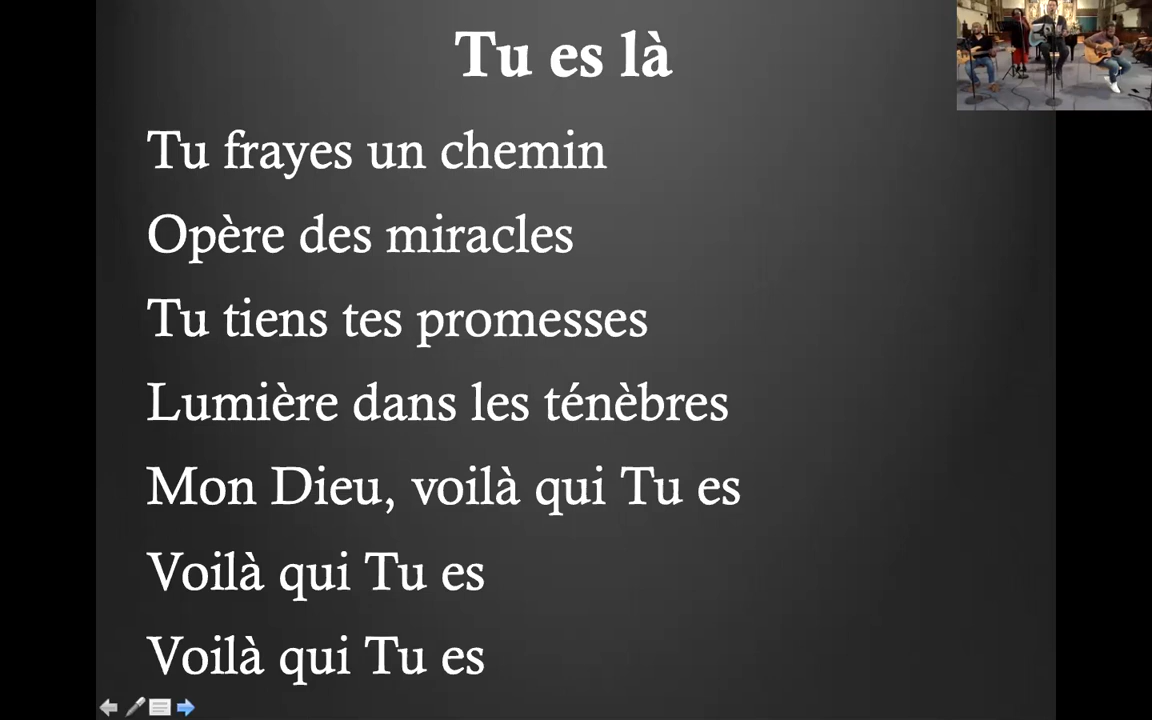 Tu es là
Tu frayes un chemin
Opère des miracles
Tu tiens tes promesses
Lumière dans les ténèbres
Mon Dieu, voilà qui Tu es
Voilà qui Tu es
Voilà qui Tu es